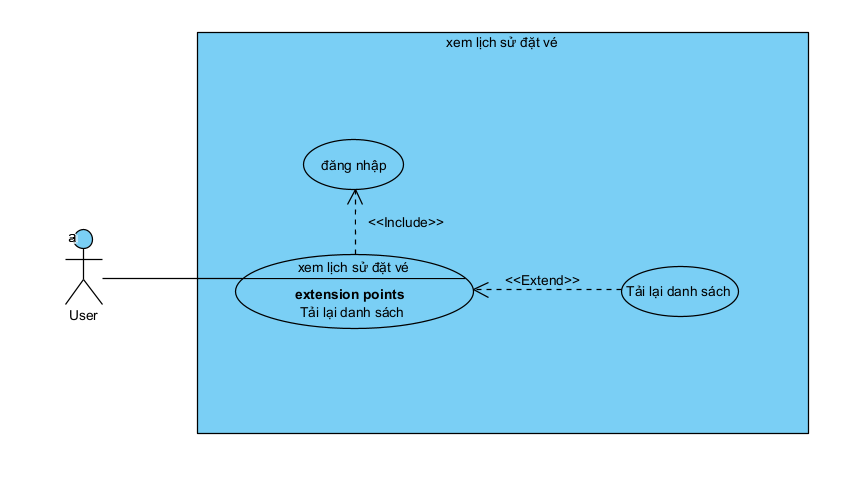 xem lịch sử đặt vé
đăng nhập
<<Include>>
a
User
xem lịch sử đặt vé
extension points
Tải lại danh sách
<<Extend>>
Tải lại danh sách